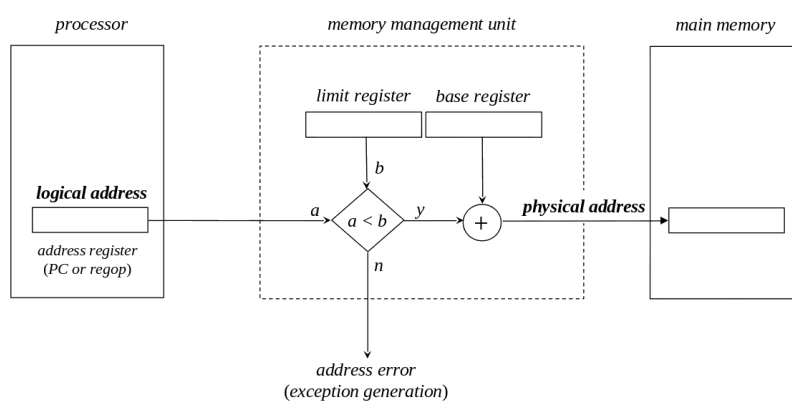 processor
memory management unit
main memory
limit register
base register
b
logical address
a
a < b
y
+
physical address
address register
(PC or regop)
n
address error
(exception generation)